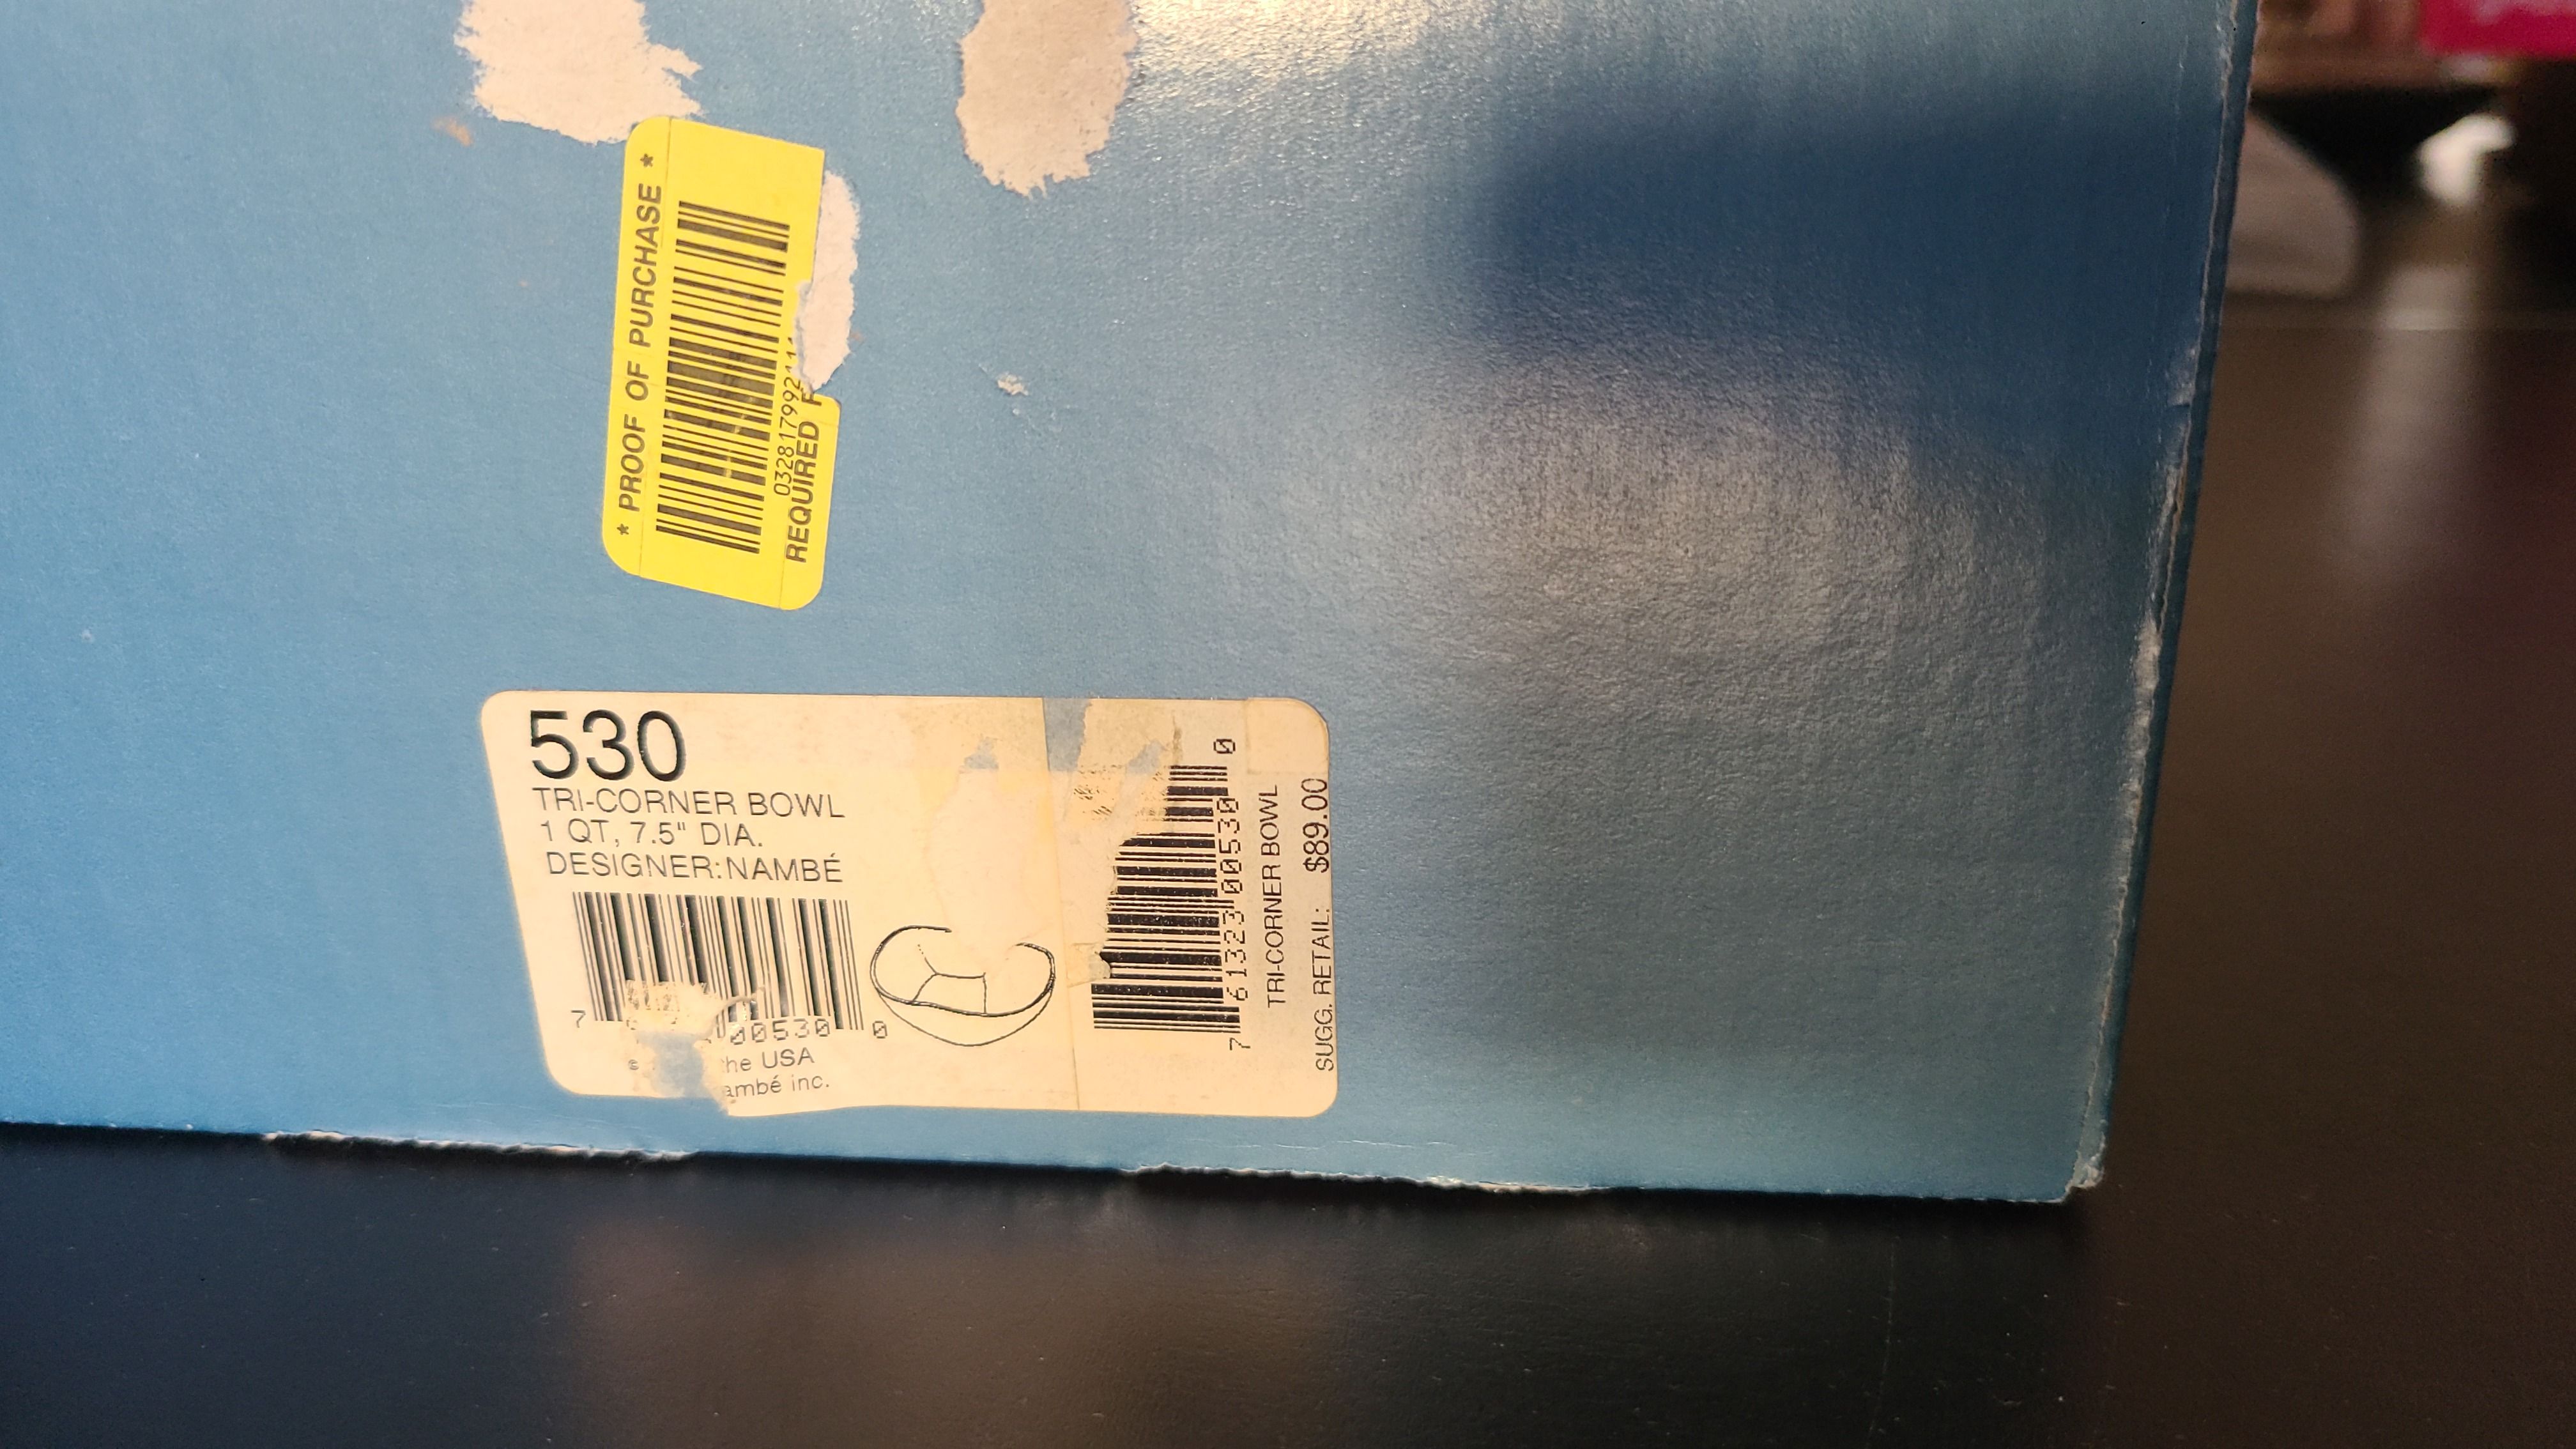 * PROOF OF PURCHASE *
REQUIRED
530
TRI-CORNER BOWL
1 QT, 7.5" DIA.
DESIGNER:NAMBÉ
7 00530 0
the USA
ambé inc.
7 61323 00530 0
TRI-CORNER BOWL
SUGG. RETAIL: $89.00